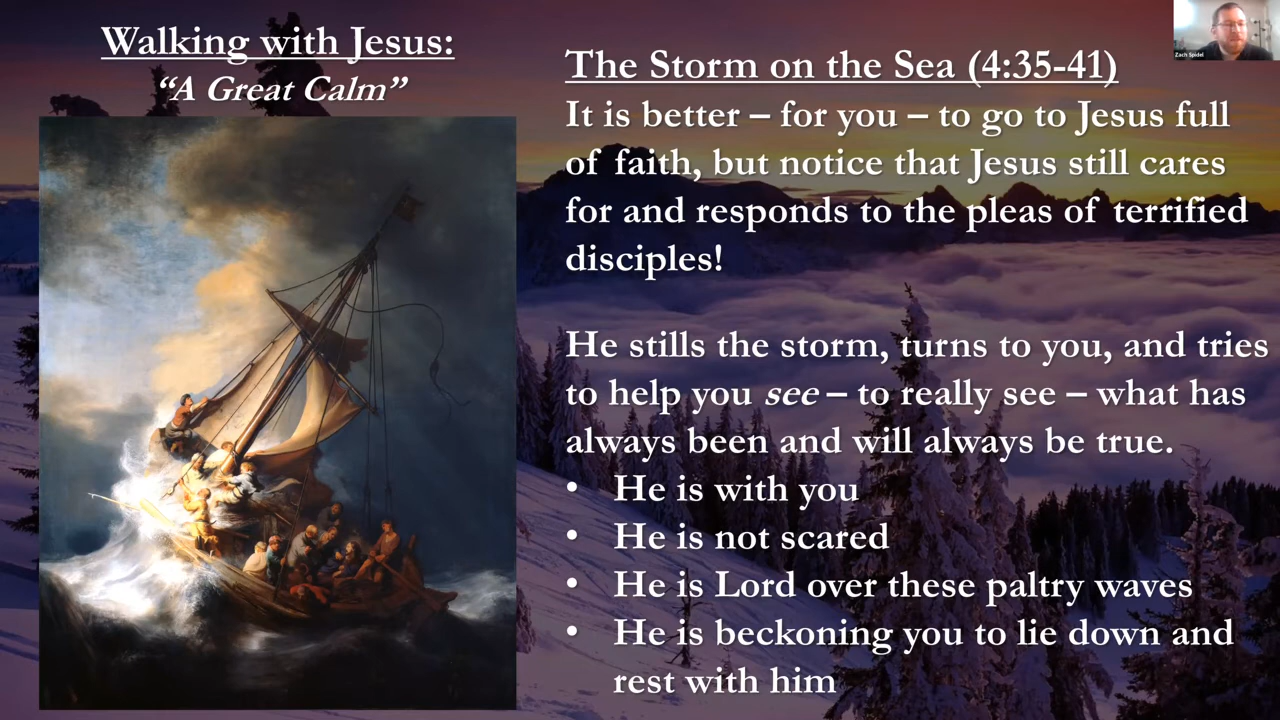 Walking with Jesus:
“A Great Calm”
The Storm on the Sea (4:35-41)
It is better – for you – to go to Jesus full
of faith, but notice that Jesus still cares
for and responds to the pleas of terrified
disciples!
He stills the storm, turns to you, and tries
to help you see – to really see – what has
always been and will always be true.
• He is with you
• He is not scared
• He is Lord over these paltry waves
• He is beckoning you to lie down and
rest with him
Zach Spidel